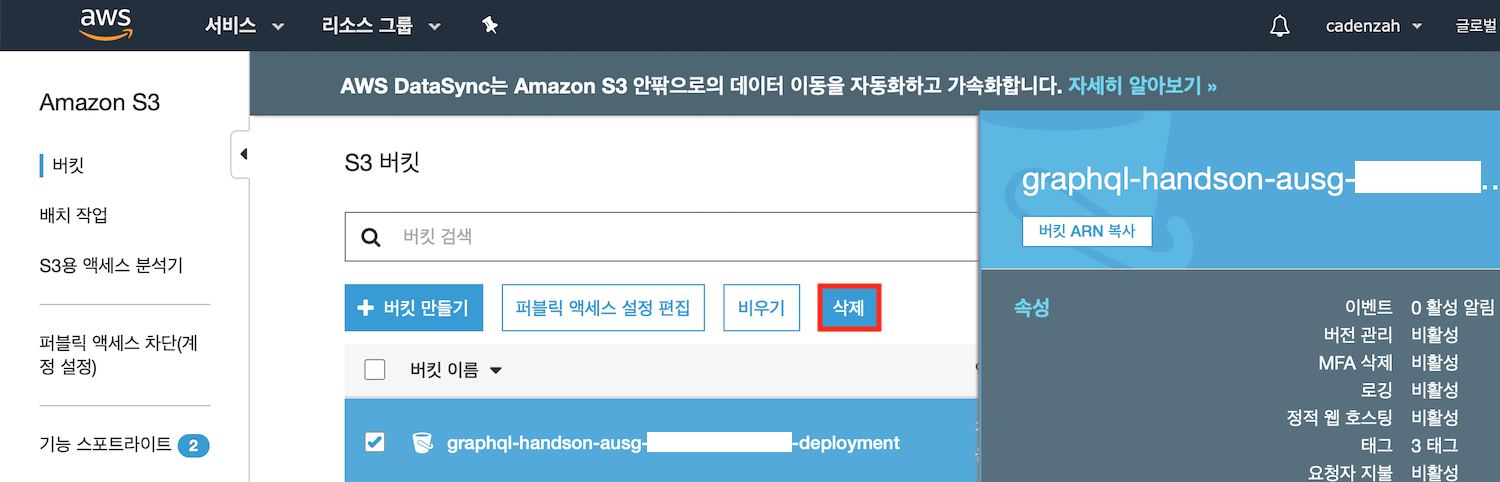 aws 서비스 리소스 그룹 cadenzah 글로벌
AWS DataSync는 Amazon S3 안팎으로의 데이터 이동을 자동화하고 가속화합니다. 자세히 알아보기 »
Amazon S3
버킷
배치 작업
S3용 액세스 분석기
퍼블릭 액세스 차단(계
정 설정)
기능 스포트라이트 2
S3 버킷
버킷 검색
+ 버킷 만들기 퍼블릭 액세스 설정 편집 비우기 삭제
버킷 이름
graphql-handson-ausg- -deployment
graphql-handson-ausg- ...
버킷 ARN 복사
속성
이벤트 0 활성 알림
버전 관리 비활성
MFA 삭제 비활성
로깅 비활성
정적 웹 호스팅 비활성
태그 3 태그
요청자 지불 비활성